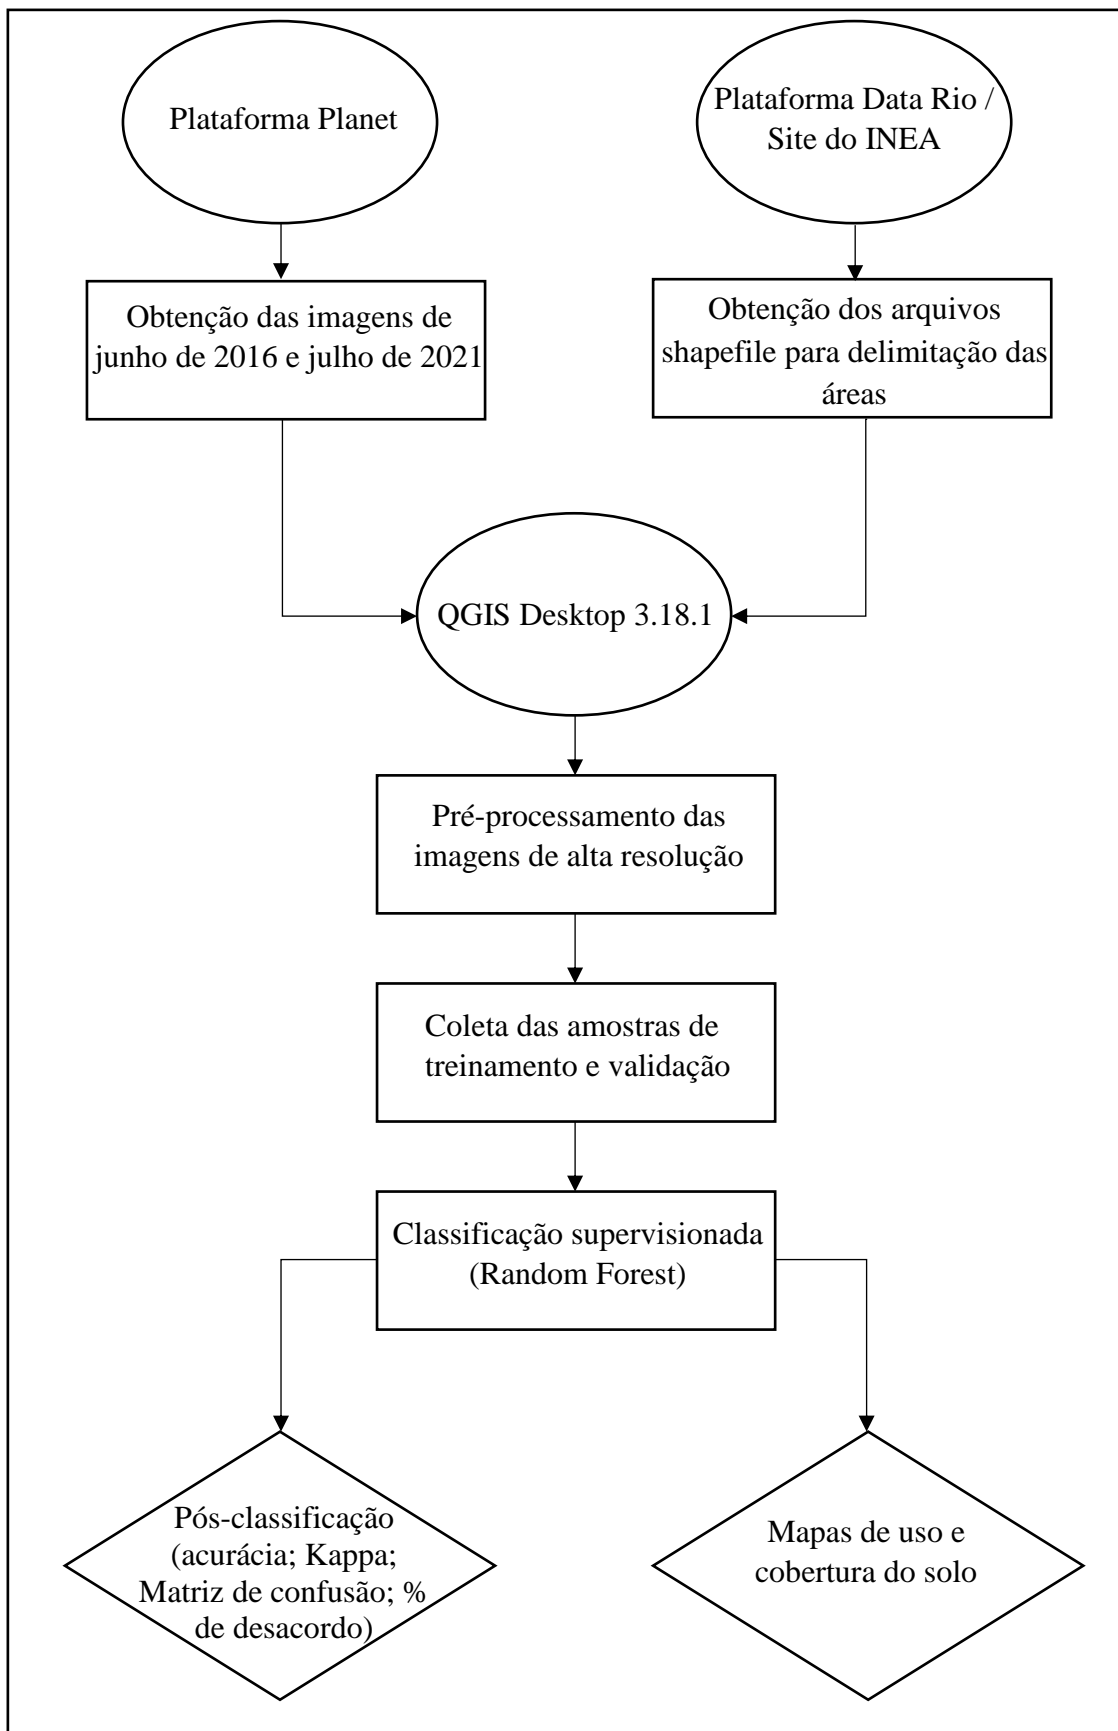 Plataforma Planet
Plataforma Data Rio /
Site do INEA
Obtenção das imagens de
junho de 2016 e julho de 2021
Obtenção dos arquivos
shapefile para delimitação das
áreas
QGIS Desktop 3.18.1
Pré-processamento das
imagens de alta resolução
Coleta das amostras de
treinamento e validação
Classificação supervisionada
(Random Forest)
Pós-classificação
(acurácia; Kappa;
Matriz de confusão; %
de desacordo)
Mapas de uso e
cobertura do solo